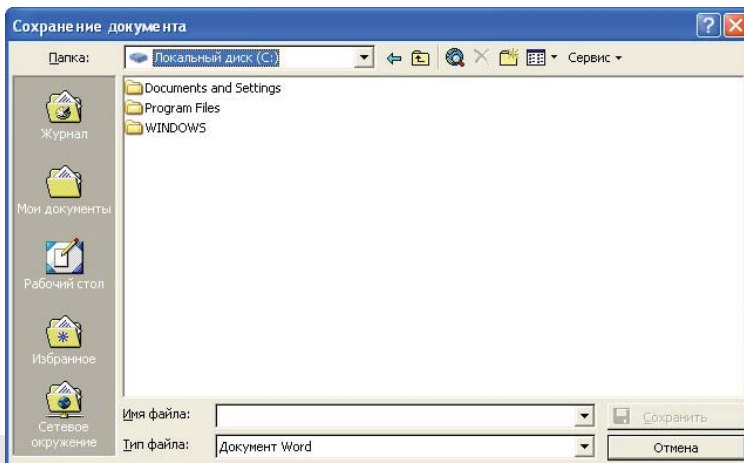 Сохранение документа
Папка:
Локальный диск (C:)
Сервис
Documents and Settings
Program Files
WINDOWS
Журнал
Мои документы
Рабочий стол
Избранное
Сетевое
окружение
Имя файла:
Сохранить
Тип файла:
Документ Word
Отмена